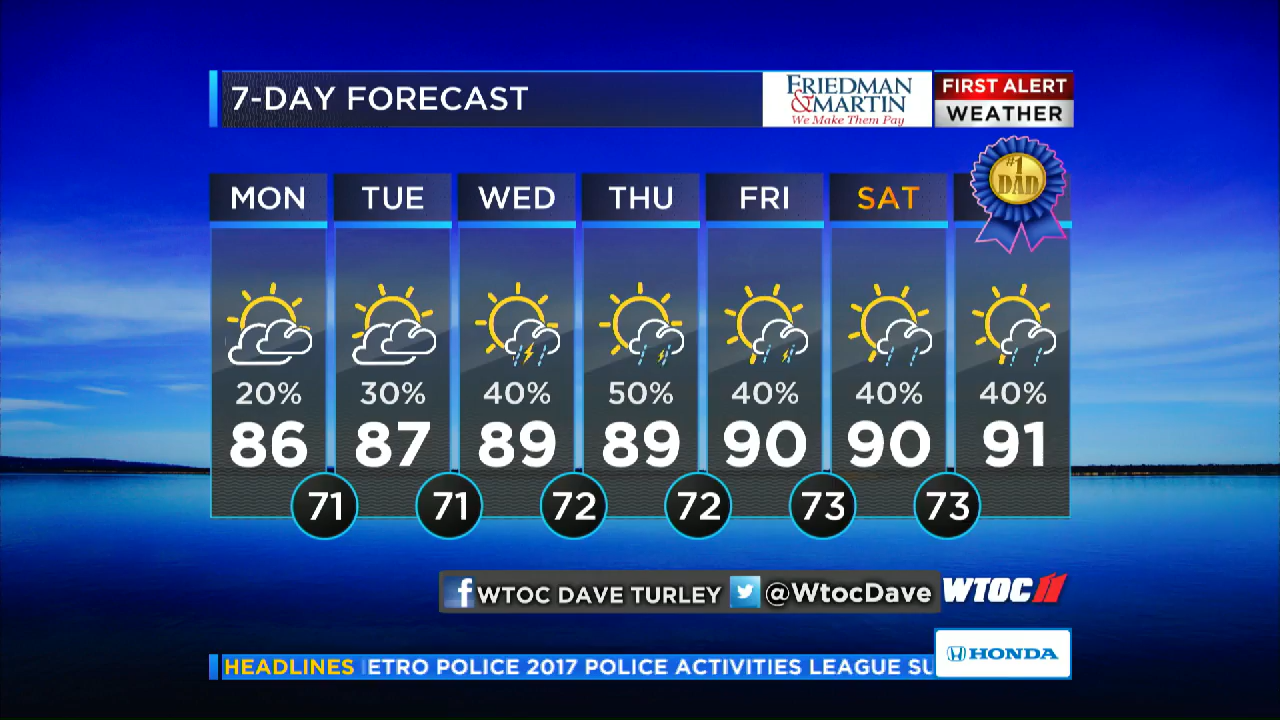 7-DAY FORECAST
FRIEDMAN
&MARTIN
We Make Them Pay
FIRST ALERT
WEATHER
#1
DAD
MON TUE WED THU FRI SAT
20% 30% 40% 50% 40% 40% 40%
86 87 89 89 90 90 91
71 71 72 72 73 73
f WTOC DAVE TURLEY @WtocDave WTOC 11
HEADLINES ETRO POLICE 2017 POLICE ACTIVITIES LEAGUE SU
HONDA